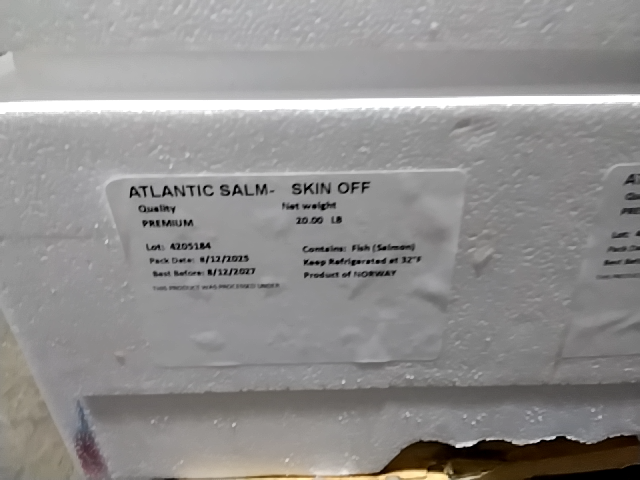 ATLANTIC SALM- SKIN OFF
Quality Net weight
PREMIUM 20.00 LB
Lot: 4205184 Contains: Fish (Salmon)
Pack Date: 8/12/2025 Keep Refrigerated at 32°F
Best Before: 8/12/2027 Product of NORWAY
THIS PRODUCT WAS PROCESSED UNDER